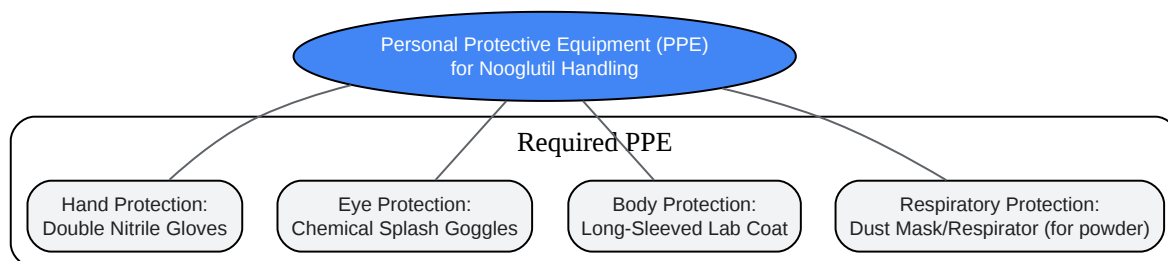 Personal Protective Equipment (PPE)
for Nooglutil Handling
Required PPE
Hand Protection:
Double Nitrile Gloves
Eye Protection:
Chemical Splash Goggles
Body Protection:
Long-Sleeved Lab Coat
Respiratory Protection:
Dust Mask/Respirator (for powder)